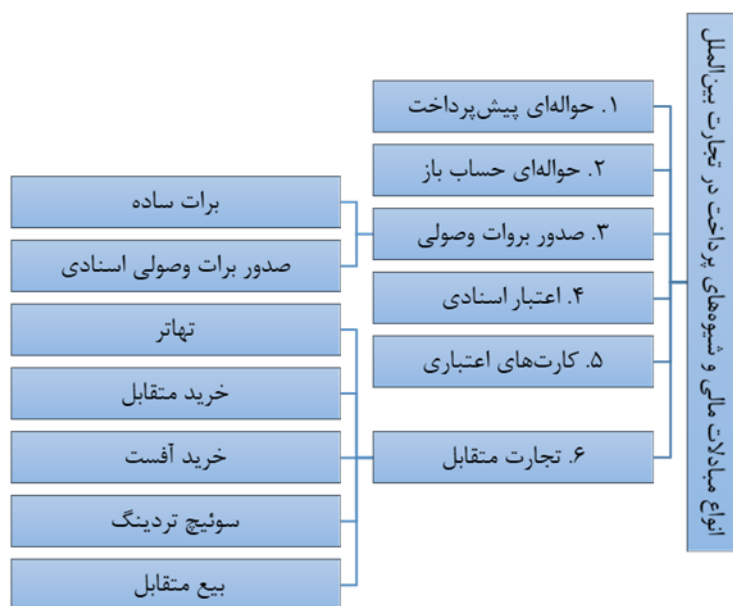 انواع مبادلات مالی و شیوه‌های پرداخت در تجارت بین‌الملل
۱. حواله‌ای پیش‌پرداخت
۲. حواله‌ای حساب باز
۳. صدور بروات وصولی
برات ساده
صدور برات وصولی اسنادی
۴. اعتبار اسنادی
۵. کارت‌های اعتباری
۶. تجارت متقابل
تهاتر
خرید متقابل
خرید آفست
سوئیچ تردینگ
بیع متقابل